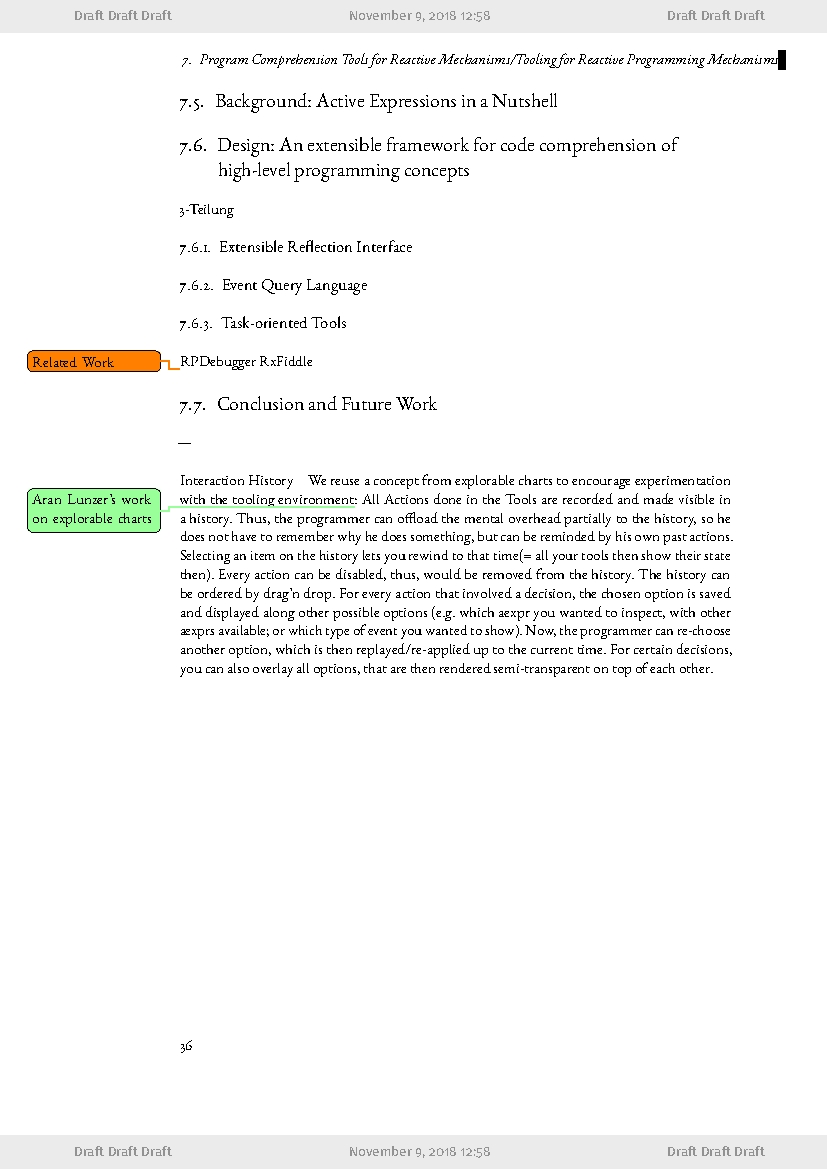 Draft Draft Draft November 9, 2018 12:58 Draft Draft Draft
7. Program Comprehension Tools for Reactive Mechanisms/Tooling for Reactive Programming Mechanisms
7.5. Background: Active Expressions in a Nutshell
7.6. Design: An extensible framework for code comprehension of
high-level programming concepts
3-Teilung
7.6.1. Extensible Reflection Interface
7.6.2. Event Query Language
7.6.3. Task-oriented Tools
Related Work
RPDebugger RxFiddle
7.7. Conclusion and Future Work
—
Interaction History We reuse a concept from explorable charts to encourage experimentation
Aran Lunzer's work
on explorable charts
with the tooling environment: All Actions done in the Tools are recorded and made visible in
a history. Thus, the programmer can offload the mental overhead partially to the history, so he
does not have to remember why he does something, but can be reminded by his own past actions.
Selecting an item on the history lets you rewind to that time(= all your tools then show their state
then). Every action can be disabled, thus, would be removed from the history. The history can
be ordered by drag'n drop. For every action that involved a decision, the chosen option is saved
and displayed along other possible options (e.g. which aexpr you wanted to inspect, with other
aexprs available; or which type of event you wanted to show). Now, the programmer can re-choose
another option, which is then replayed/re-applied up to the current time. For certain decisions,
you can also overlay all options, that are then rendered semi-transparent on top of each other.
36
Draft Draft Draft November 9, 2018 12:58 Draft Draft Draft